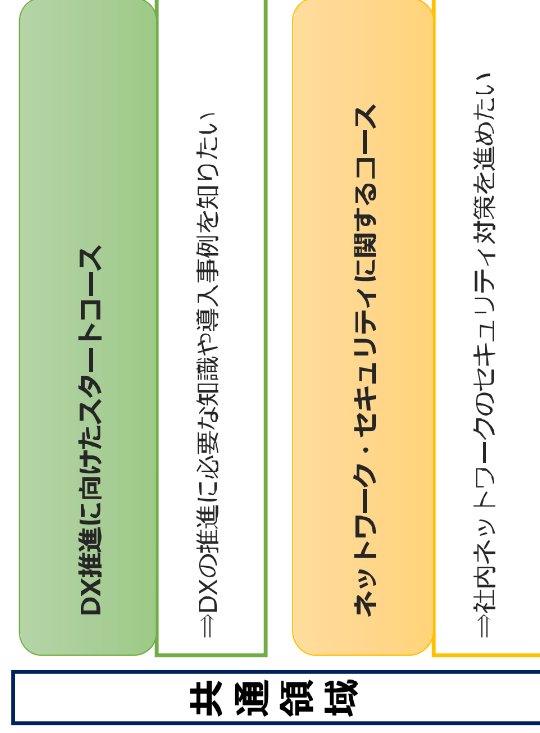 共通領域
DX推進に向けたスタートコース
⇒DXの推進に必要な知識や導入事例を知りたい
ネットワーク・セキュリティに関するコース
⇒社内ネットワークのセキュリティ対策を進めたい